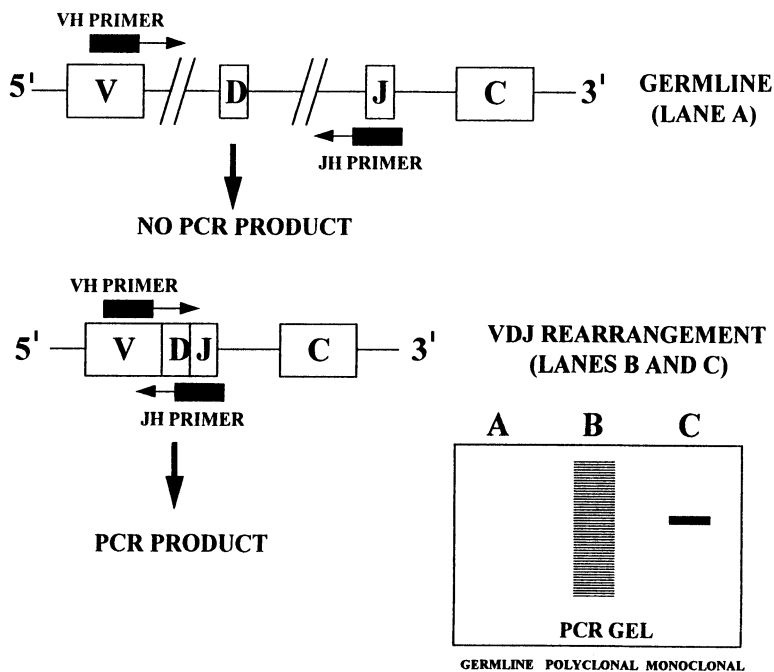 VH PRIMER
5' V D J C 3'
GERMLINE
(LANE A)
JH PRIMER
NO PCR PRODUCT
VH PRIMER
5' V D J C 3'
VDJ REARRANGEMENT
(LANES B AND C)
JH PRIMER
PCR PRODUCT
A B C
PCR GEL
GERMLINE POLYCLONAL MONOCLONAL